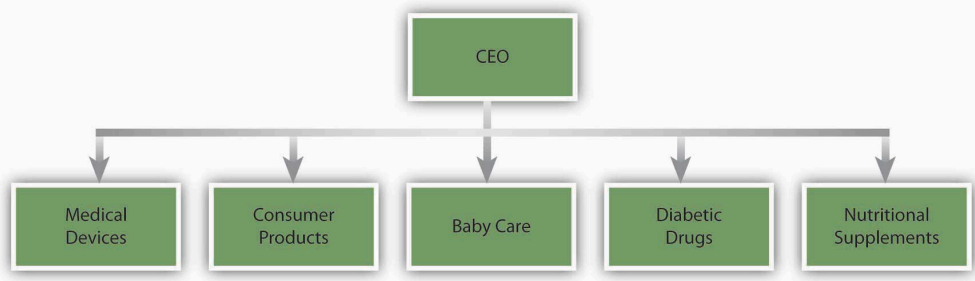 CEO
Medical
Devices
Consumer
Products
Baby Care
Diabetic
Drugs
Nutritional
Supplements